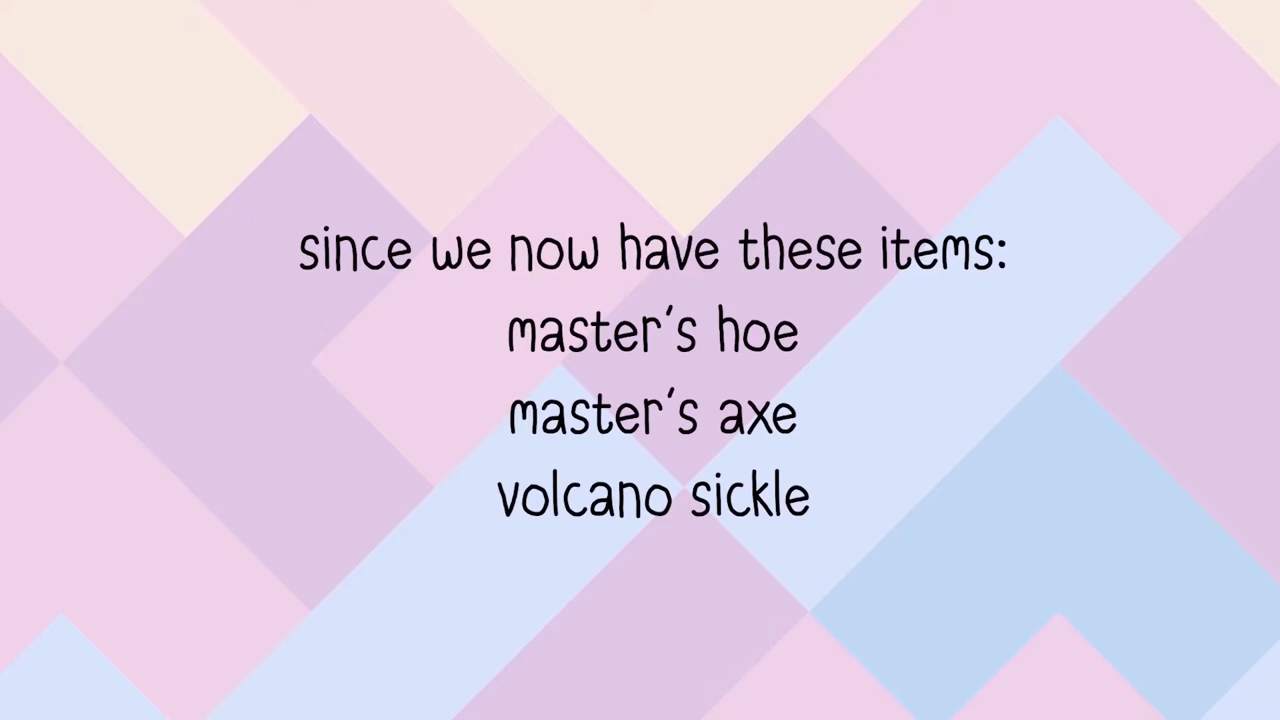 since we now have these items:
master's hoe
master's axe
volcano sickle